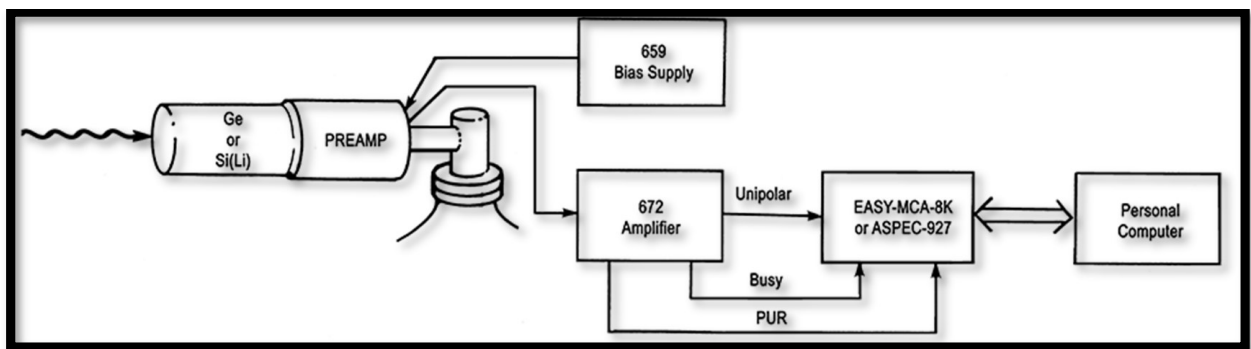 659
Bias Supply
Ge
or
Si(Li)
PREAMP
672
Amplifier
Unipolar
EASY-MCA-8K
or ASPEC-927
Personal
Computer
Busy
PUR